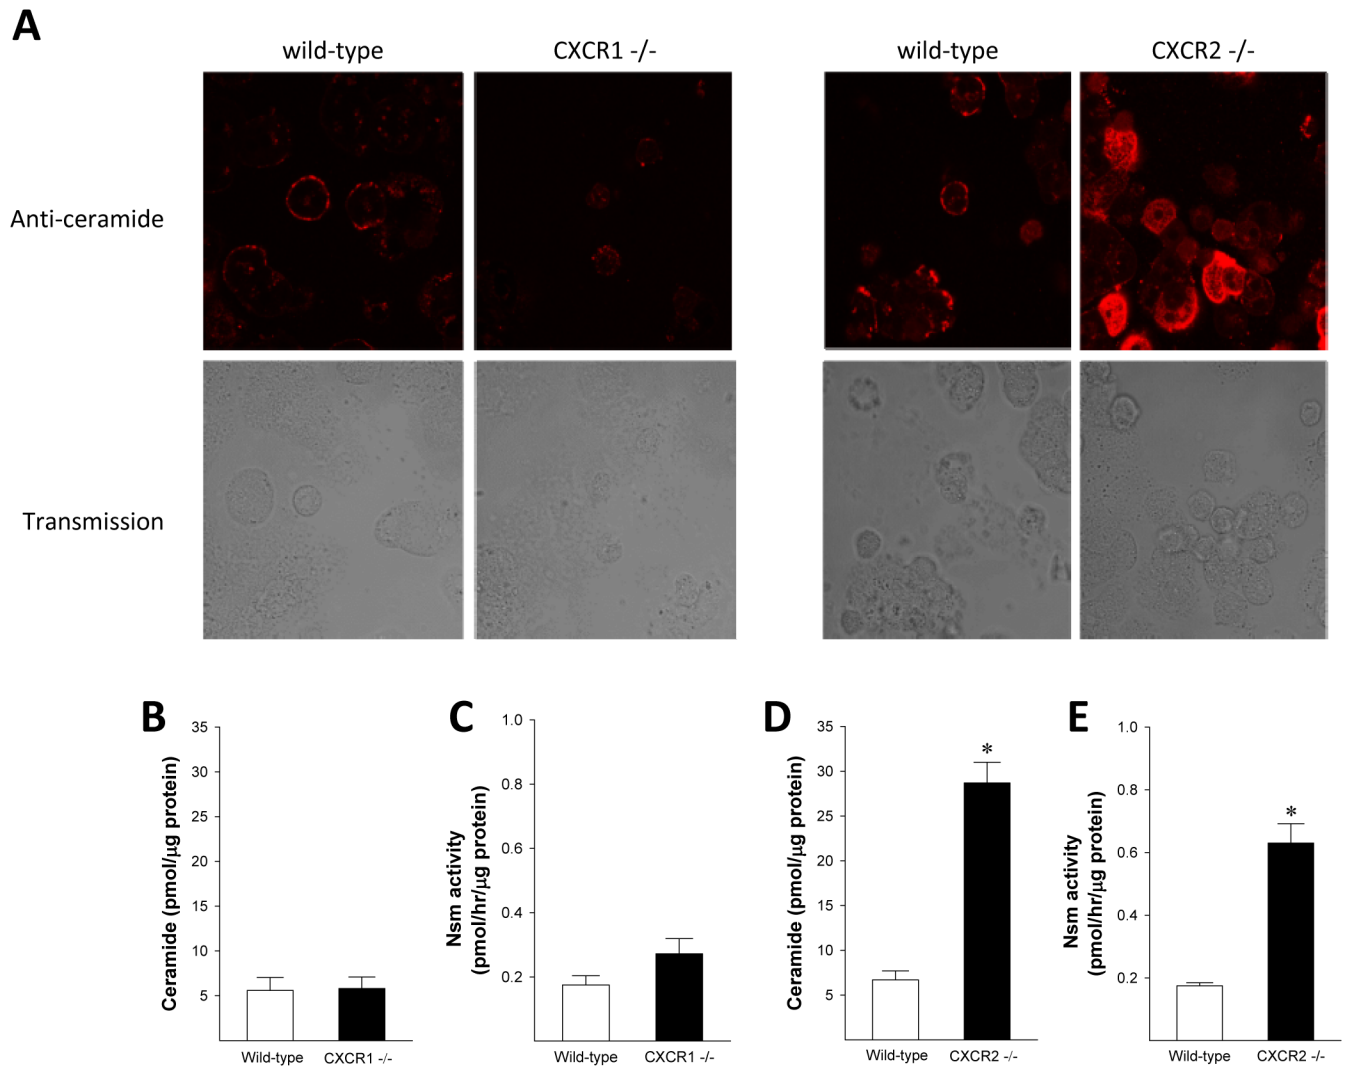 A
wild-type
CXCR1 -/-
wild-type
CXCR2 -/-
Anti-ceramide
Transmission
B
35
30
25
20
15
10
5
Ceramide (pmol/µg protein)
Wild-type
CXCR1 -/-
C
1.0
0.8
0.6
0.4
0.2
Nsm activity
(pmol/hr/µg protein)
Wild-type
CXCR1 -/-
D
35
30
25
20
15
10
5
Ceramide (pmol/µg protein)
*
Wild-type
CXCR2 -/-
E
1.0
0.8
0.6
0.4
0.2
Nsm activity
(pmol/hr/µg protein)
*
Wild-type
CXCR2 -/-